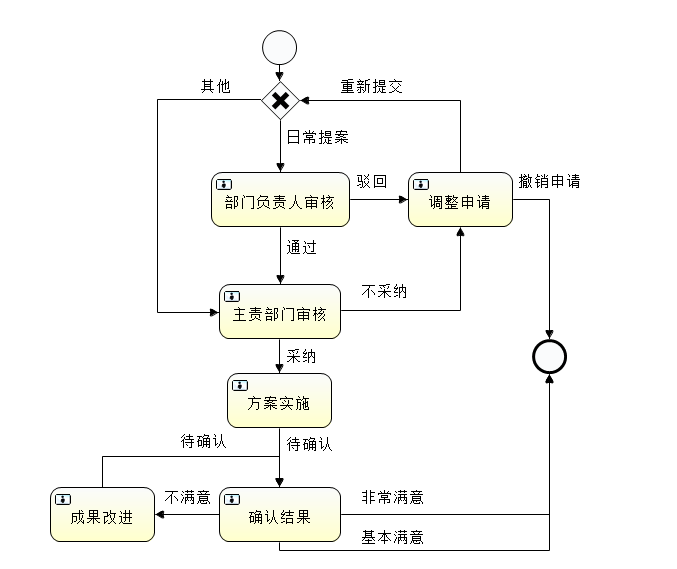 其他
重新提交
日常提案
驳回
撤销申请
部门负责人审核
调整申请
通过
不采纳
主责部门审核
采纳
方案实施
待确认
待确认
不满意
非常满意
成果改进
确认结果
基本满意